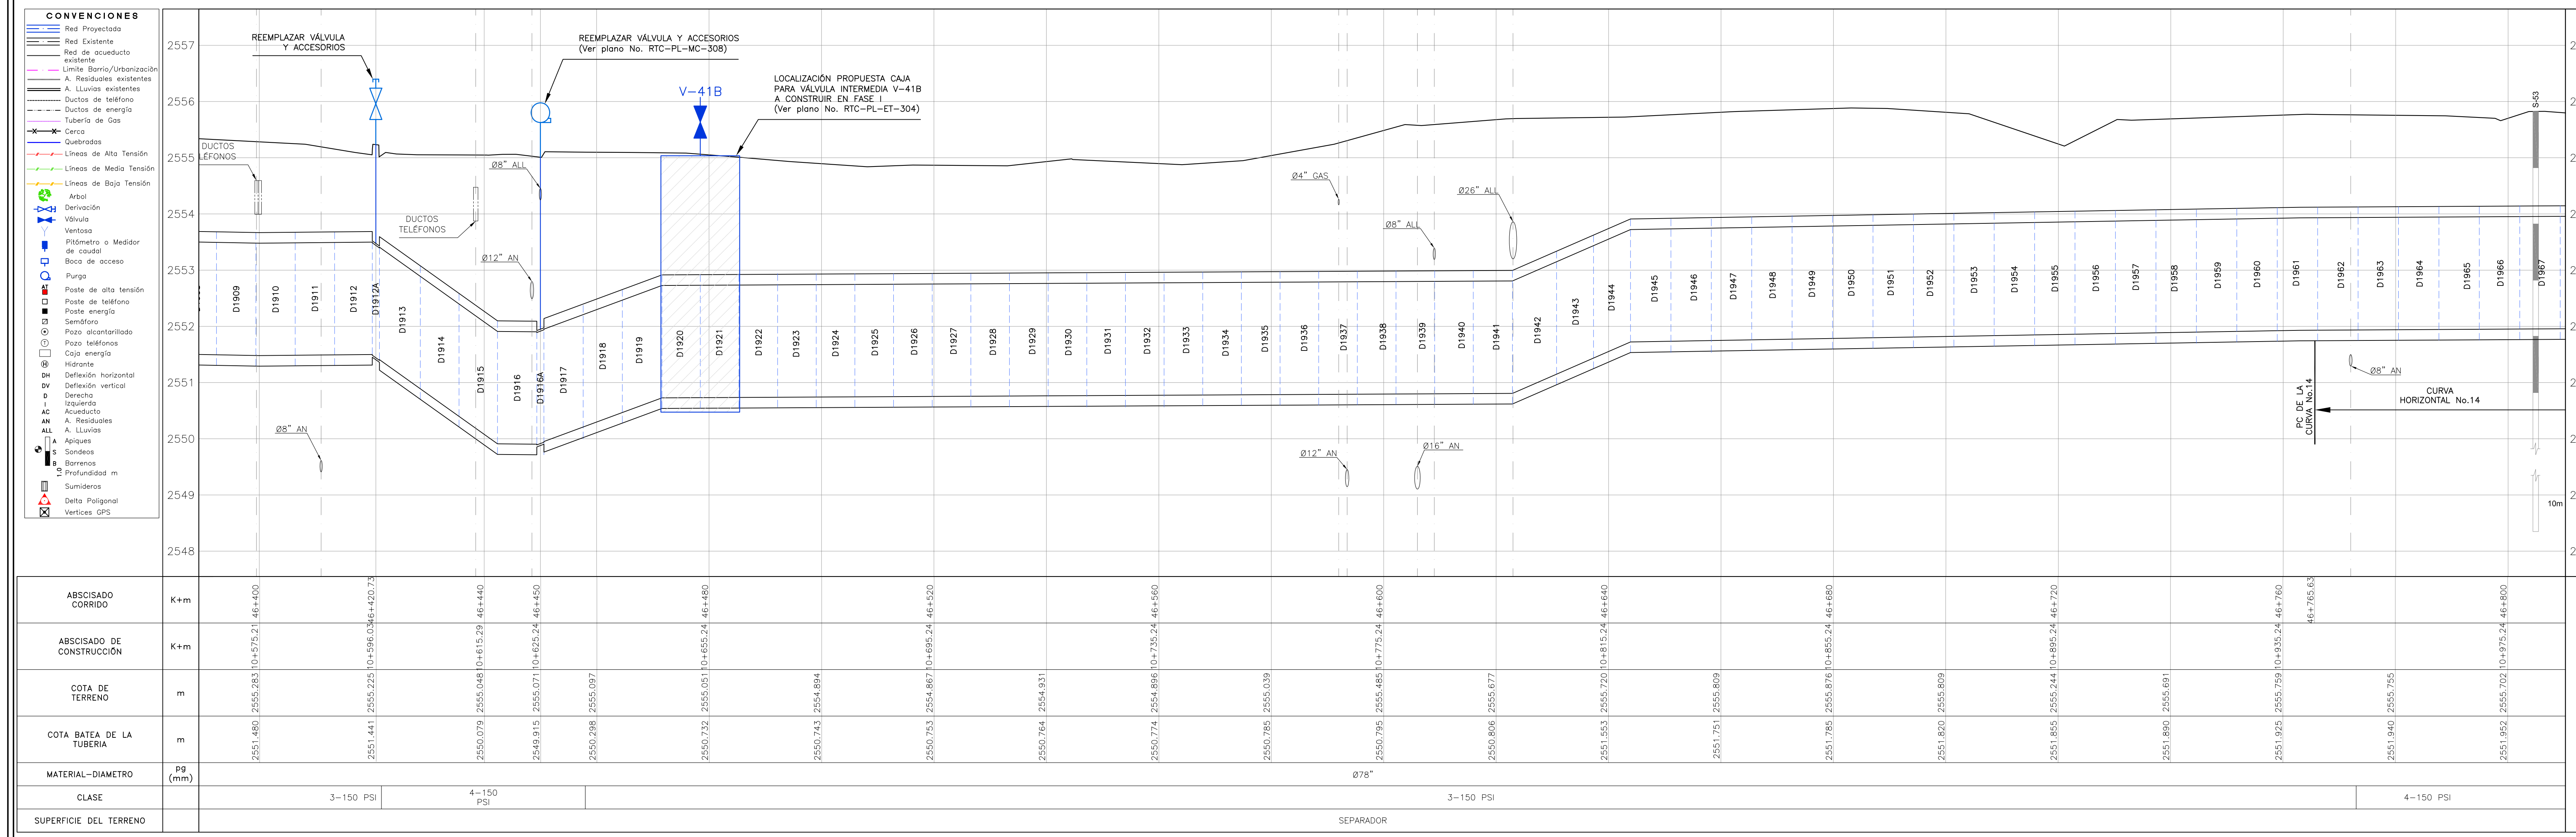 CONVENCIONES
Red Proyectada
Red Existente
Red de acueducto
existente
Limite Barrio/Urbanización
A. Residuales existentes
A. LLuvias existentes
Ductos de teléfono
Ductos de energía
Tubería de Gas
Cerca
Quebradas
Líneas de Alta Tensión
Líneas de Media Tensión
Líneas de Baja Tensión
Arbol
Derivación
Válvula
Ventosa
Pitómetro o Medidor
de caudal
Boca de acceso
Purga
AT Poste de alta tensión
Poste de teléfono
Poste energía
Semáforo
Pozo alcantarillado
T Pozo teléfonos
Caja energía
H Hidrante
DH Deflexión horizontal
DV Deflexión vertical
D Derecha
I Izquierda
AC Acueducto
AN A. Residuales
ALL A. LLuvias
A Apiques
S Sondeos
B Barrenos
1.0 Profundidad m
Sumideros
Delta Poligonal
Vertices GPS
2557
2556
2555
2554
2553
2552
2551
2550
2549
2548
REEMPLAZAR VÁLVULA
Y ACCESORIOS
REEMPLAZAR VÁLVULA Y ACCESORIOS
(Ver plano No. RTC-PL-MC-308)
V-41B
LOCALIZACIÓN PROPUESTA CAJA
PARA VÁLVULA INTERMEDIA V-41B
A CONSTRUIR EN FASE I
(Ver plano No. RTC-PL-ET-304)
DUCTOS
LÉFONOS
Ø8" ALL
DUCTOS
TELÉFONOS
Ø12" AN
Ø8" AN
Ø4" GAS
Ø8" ALL
Ø26" ALL
Ø12" AN
Ø16" AN
S-53
Ø8" AN
PC DE LA
CURVA No.14
CURVA
HORIZONTAL No.14
10m
D1909 D1910 D1911 D1912 D1912A D1913 D1914 D1915 D1916 D1916A D1917 D1918 D1919 D1920 D1921 D1922 D1923 D1924 D1925 D1926 D1927 D1928 D1929 D1930 D1931 D1932 D1933 D1934 D1935 D1936 D1937 D1938 D1939 D1940 D1941 D1942 D1943 D1944 D1945 D1946 D1947 D1948 D1949 D1950 D1951 D1952 D1953 D1954 D1955 D1956 D1957 D1958 D1959 D1960 D1961 D1962 D1963 D1964 D1965 D1966 D1967
ABSCISADO
CORRIDO
K+m
46+400 46+420.73 46+440 46+450 46+480 46+520 46+560 46+600 46+640 46+680 46+720 46+760 46+765.63 46+800
ABSCISADO DE
CONSTRUCCIÓN
K+m
10+575.21 10+596.03 10+615.29 10+625.24 10+655.24 10+695.24 10+735.24 10+775.24 10+815.24 10+855.24 10+895.24 10+935.24 10+975.24
COTA DE
TERRENO
m
2555.283 2555.225 2555.048 2555.071 2555.097 2555.051 2554.894 2554.867 2554.931 2554.896 2555.039 2555.485 2555.677 2555.720 2555.809 2555.876 2555.809 2555.244 2555.691 2555.759 2555.755 2555.702
COTA BATEA DE LA
TUBERIA
m
2551.480 2551.441 2550.079 2549.915 2550.298 2550.732 2550.743 2550.753 2550.764 2550.774 2550.785 2550.795 2550.806 2551.553 2551.751 2551.785 2551.820 2551.855 2551.890 2551.925 2551.940 2551.952
MATERIAL-DIAMETRO
pg
(mm)
Ø78"
CLASE
3-150 PSI
4-150
PSI
3-150 PSI
4-150 PSI
SUPERFICIE DEL TERRENO
SEPARADOR